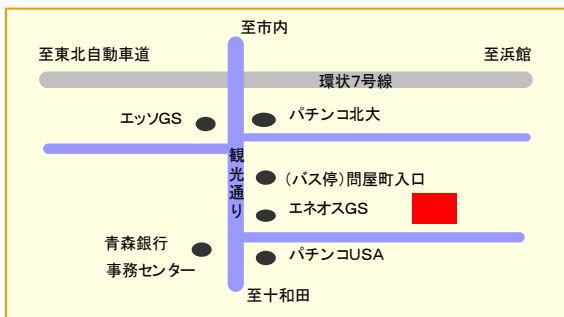 至市内
至東北自動車道
至浜館
環状7号線
エッソGS
パチンコ北大
観光通り
(バス停)問屋町入口
エネオスGS
青森銀行
事務センター
パチンコUSA
至十和田